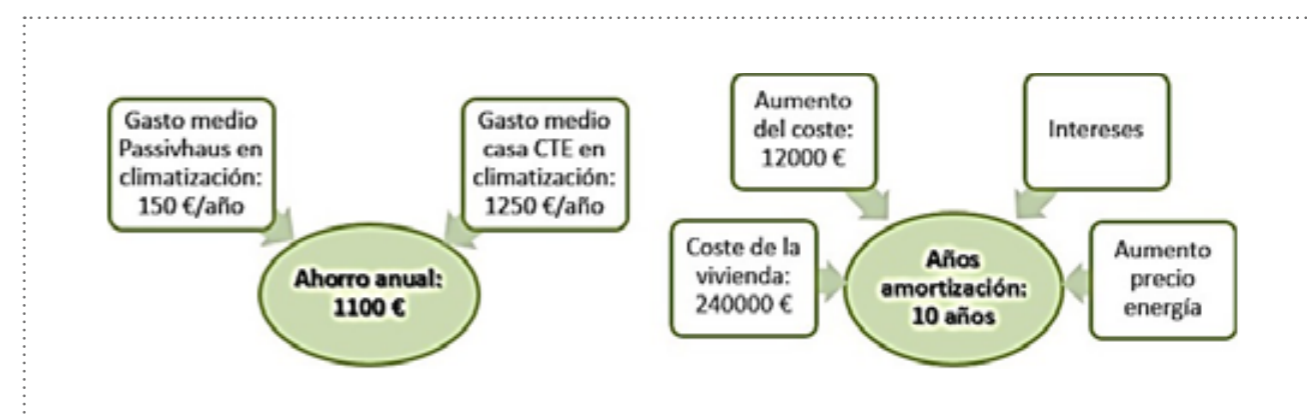 Gasto medio
Passivhaus en
climatización:
150 €/año
Gasto medio
casa CTE en
climatización:
1250 €/año
Ahorro anual:
1100 €
Aumento
del coste:
12000 €
Intereses
Coste de la
vivienda:
240000 €
Años
amortización:
10 años
Aumento
precio
energía